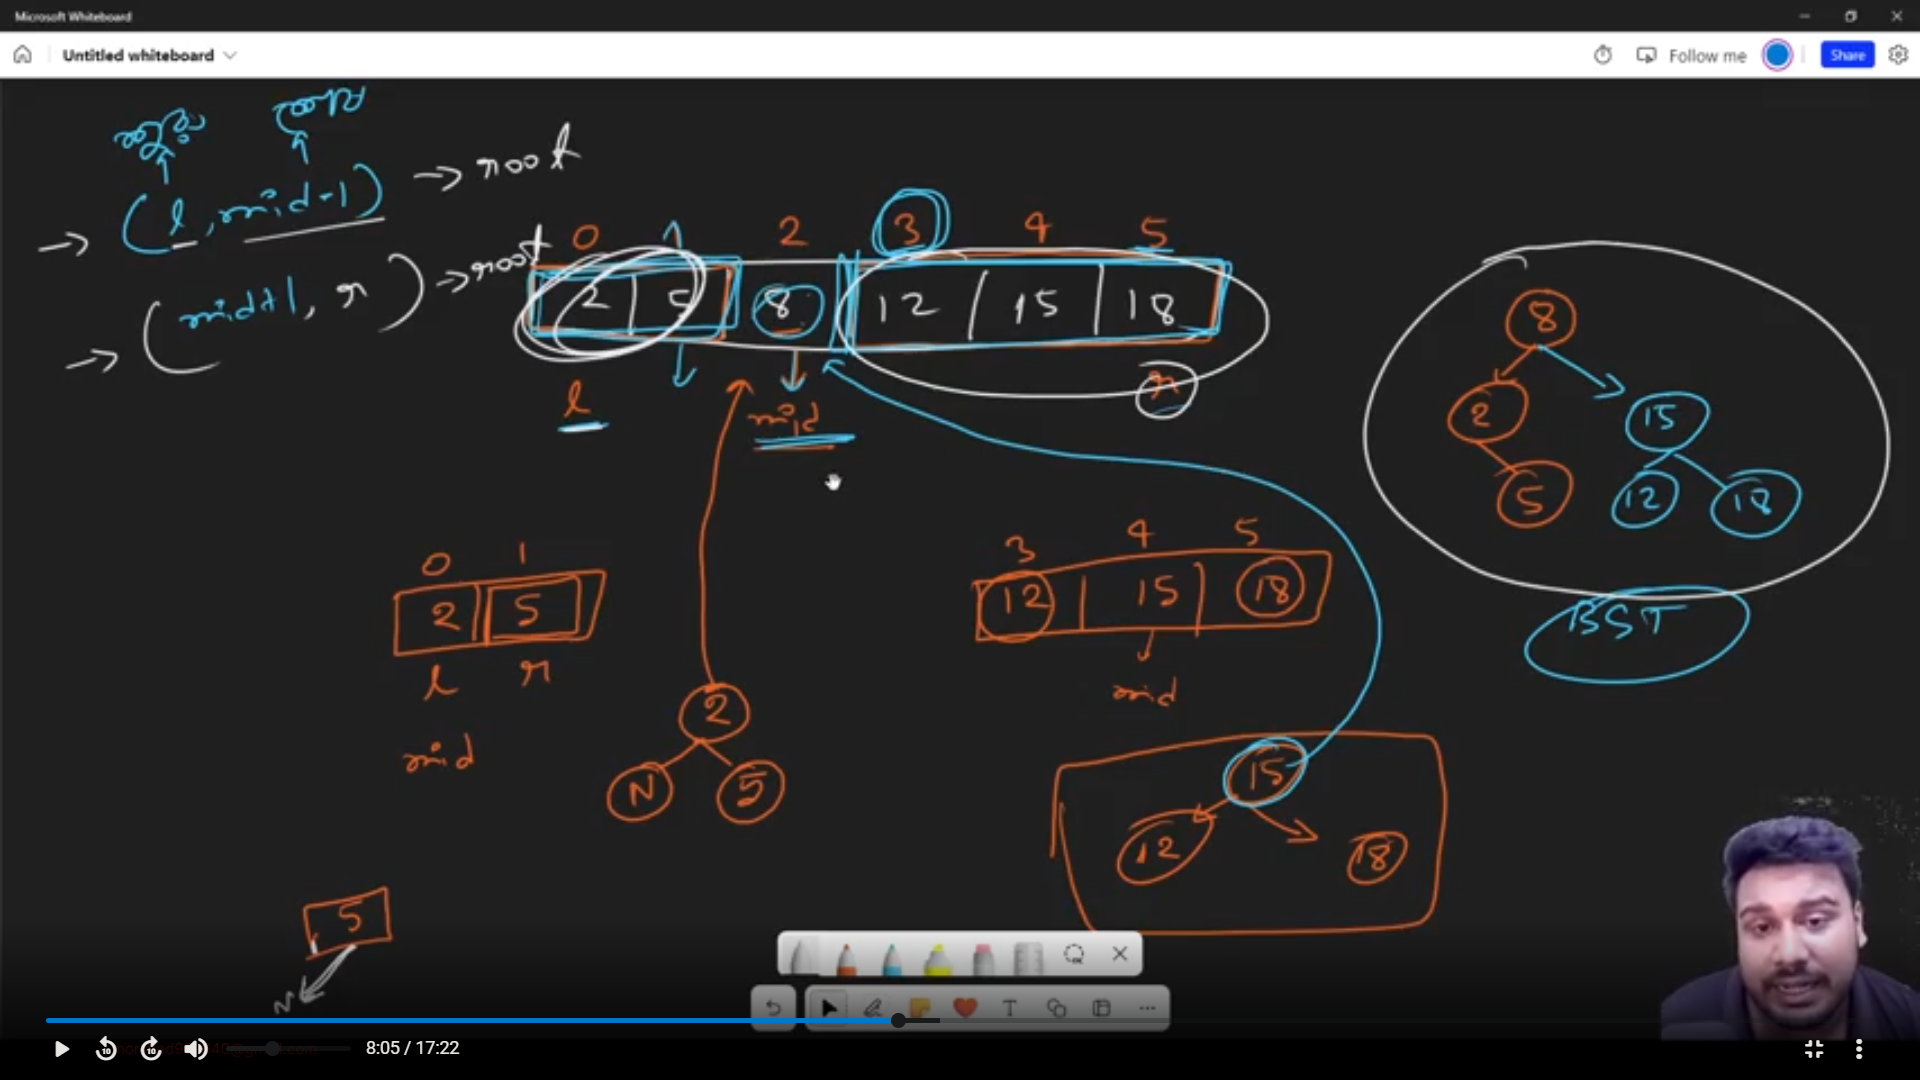 Microsoft Whiteboard
Untitled whiteboard
Follow me
Share
(l, mid-1) → root
(mid+1, r) → root
0 1 2 3 4 5
2 5 8 12 15 18
l mid r
8
2 15
5 12 18
BST
0 1
2 5
l r
mid
2
N 5
3 4 5
12 15 18
mid
15
12 18
5
N
8:05 / 17:22